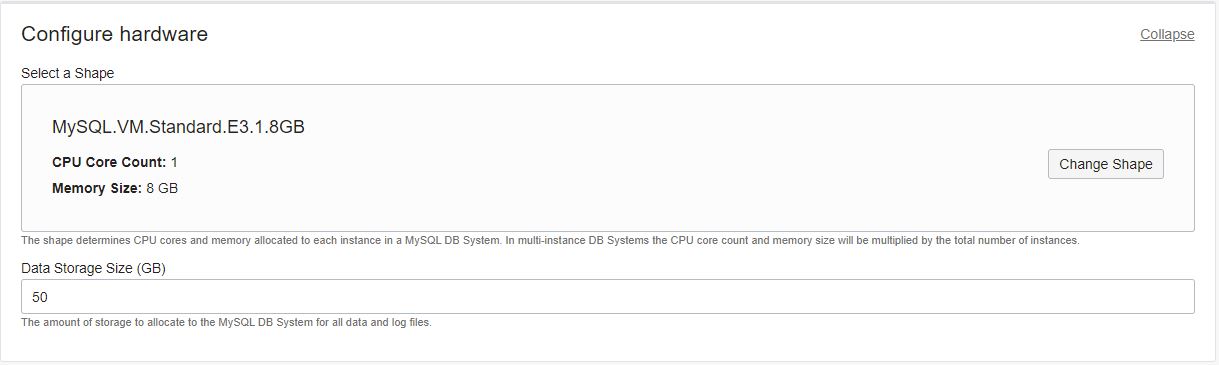 Configure hardware
Collapse
Select a Shape
MySQL.VM.Standard.E3.1.8GB
CPU Core Count: 1
Memory Size: 8 GB
Change Shape
The shape determines CPU cores and memory allocated to each instance in a MySQL DB System. In multi-instance DB Systems the CPU core count and memory size will be multiplied by the total number of instances.
Data Storage Size (GB)
50
The amount of storage to allocate to the MySQL DB System for all data and log files.